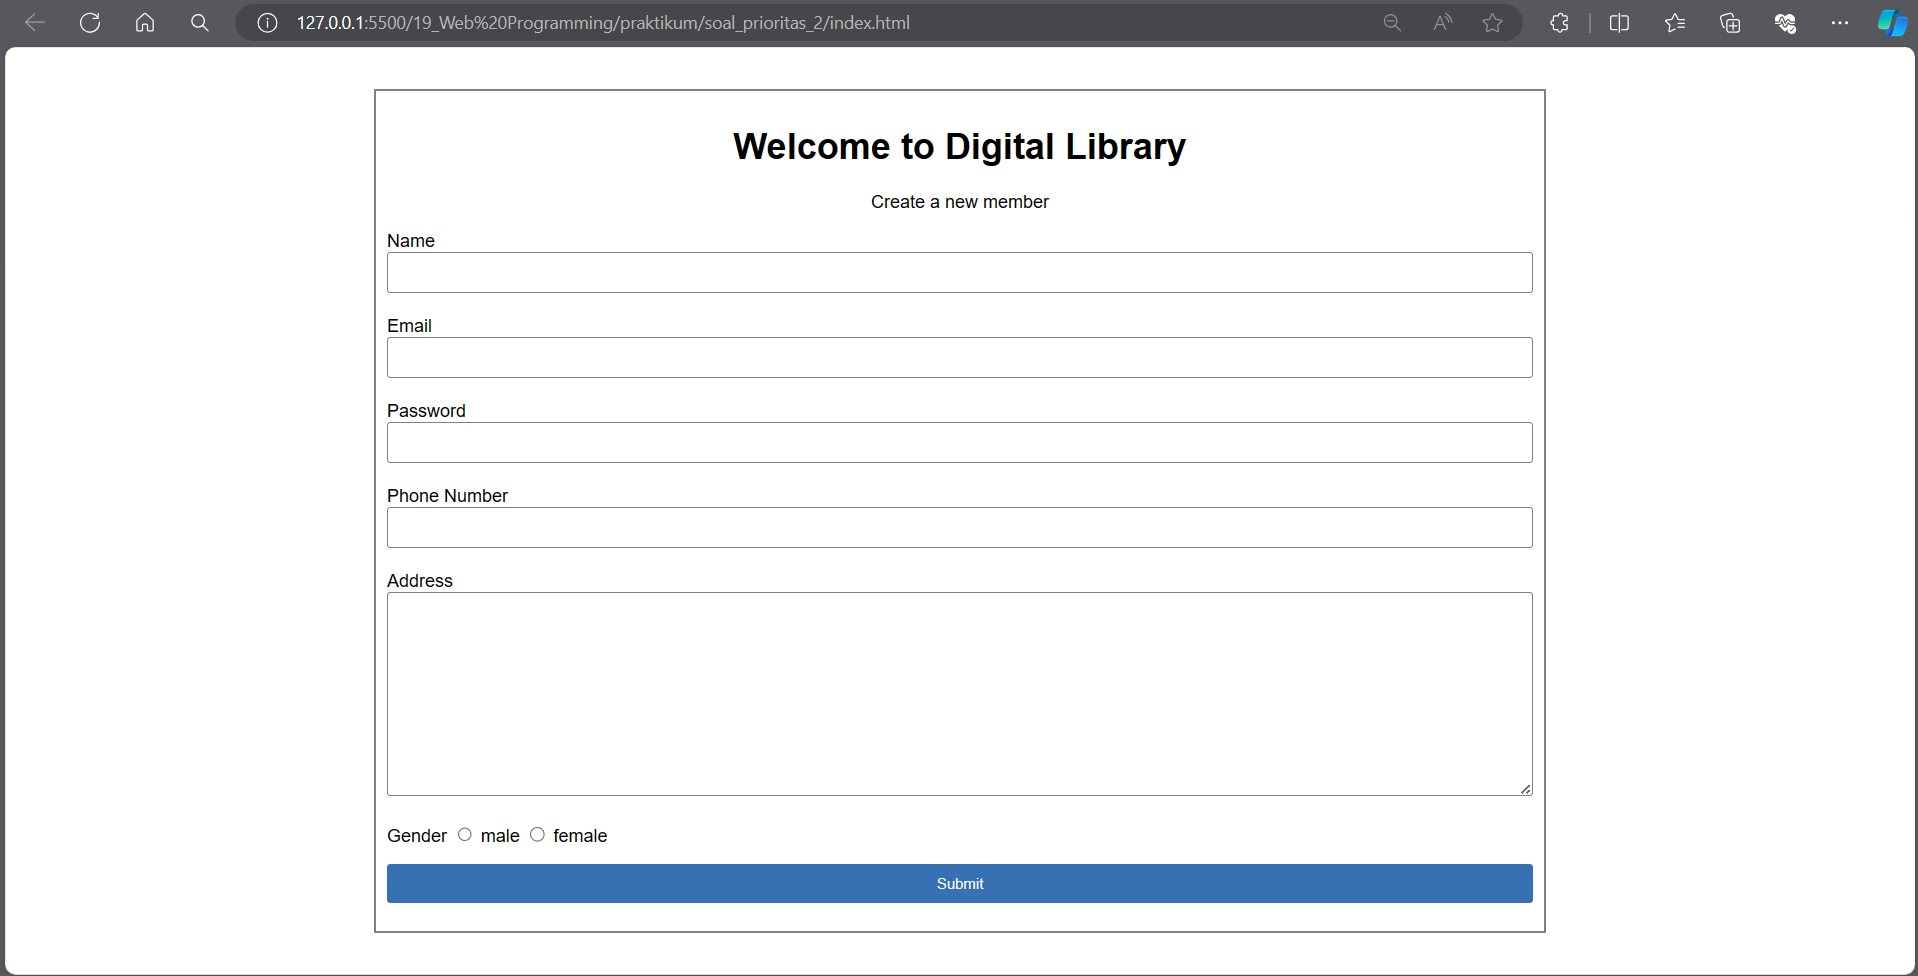 127.0.0.1:5500/19_Web%20Programming/praktikum/soal_prioritas_2/index.html
Welcome to Digital Library
Create a new member
Name
Email
Password
Phone Number
Address
Gender male female
Submit